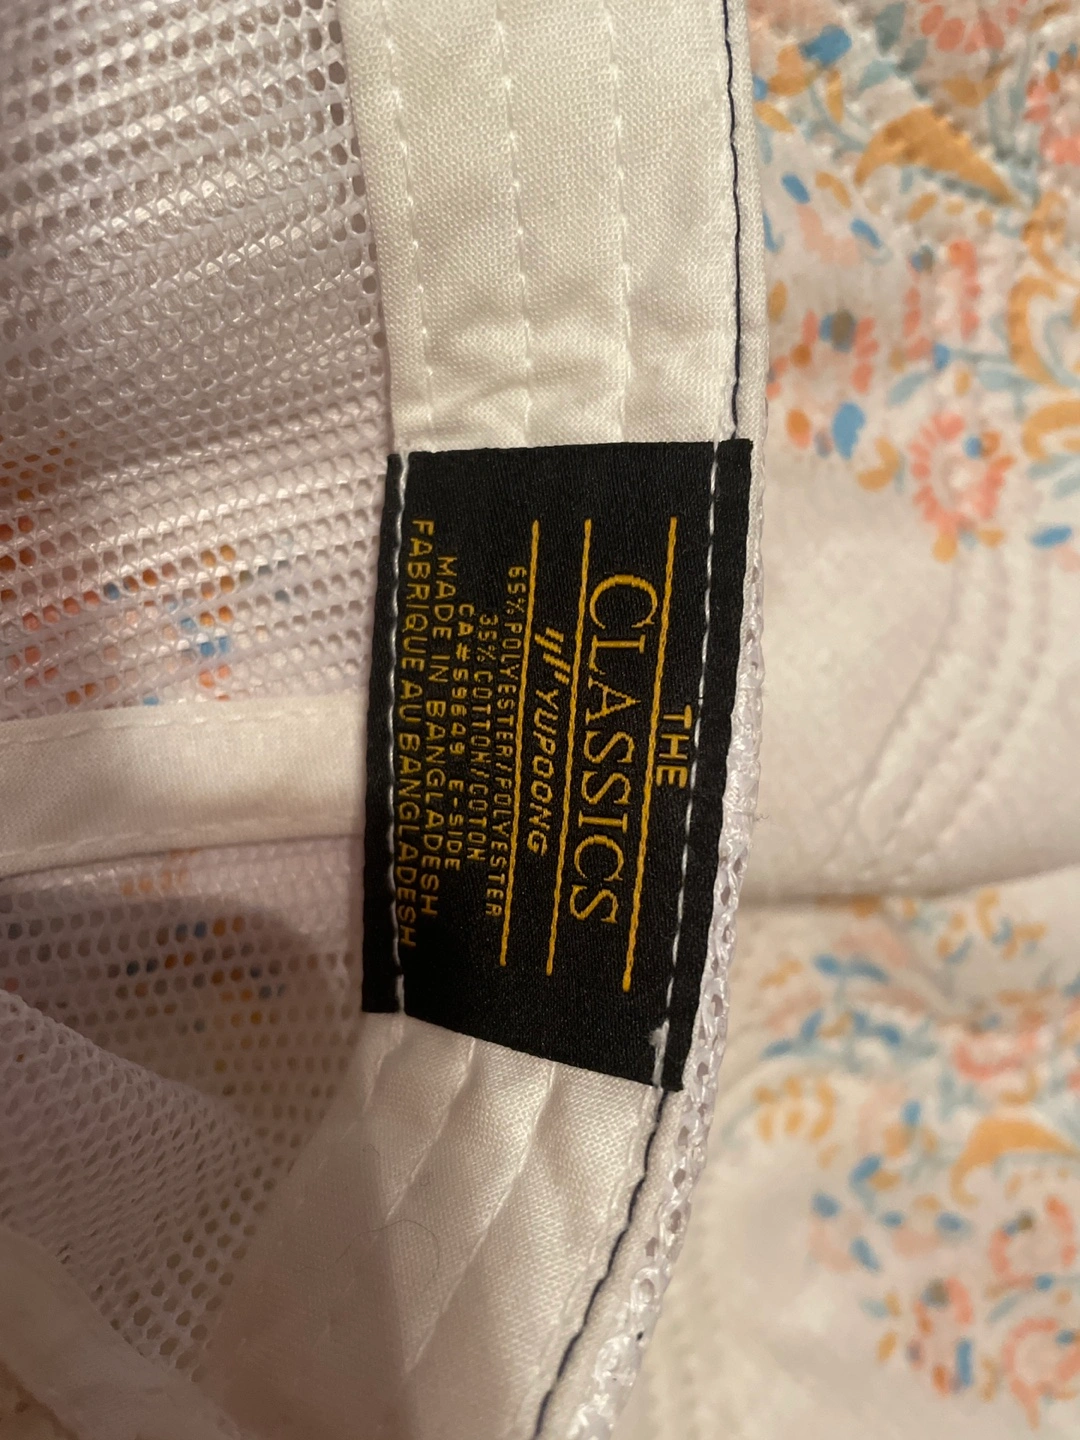 THE
CLASSICS
YUPOONG
65% POLYESTER/POLYESTER
35% COTTON/COTON
CA#59649 E-SIDE
MADE IN BANGLADESH
FABRIQUE AU BANGLADESH